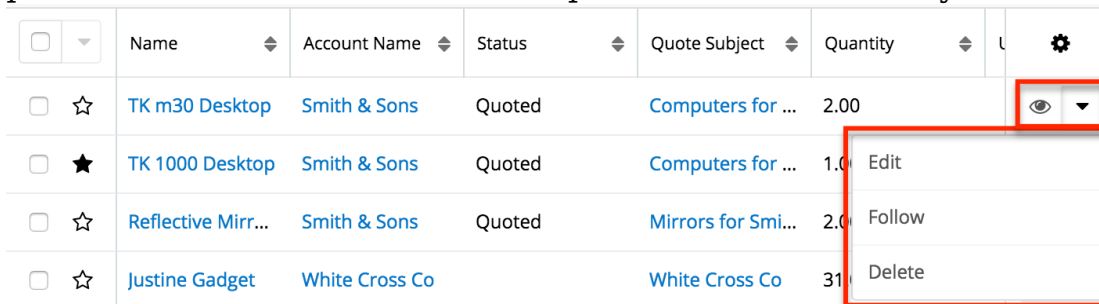 Name Account Name Status Quote Subject Quantity
TK m30 Desktop Smith & Sons Quoted Computers for ... 2.00
TK 1000 Desktop Smith & Sons Quoted Computers for ... Edit
Reflective Mirr... Smith & Sons Quoted Mirrors for Smi... Follow
Justine Gadget White Cross Co White Cross Co Delete